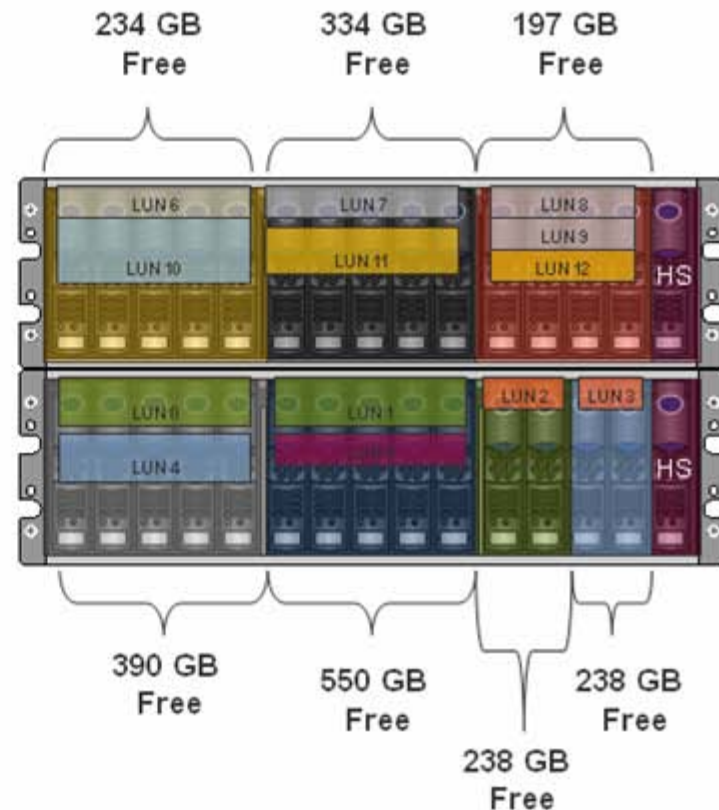 234 GB
Free
334 GB
Free
197 GB
Free
LUN 6
LUN 7
LUN 8
LUN 9
LUN 10
LUN 11
LUN 12
HS
LUN 1
LUN 2
LUN 3
LUN 4
HS
390 GB
Free
550 GB
Free
238 GB
Free
238 GB
Free